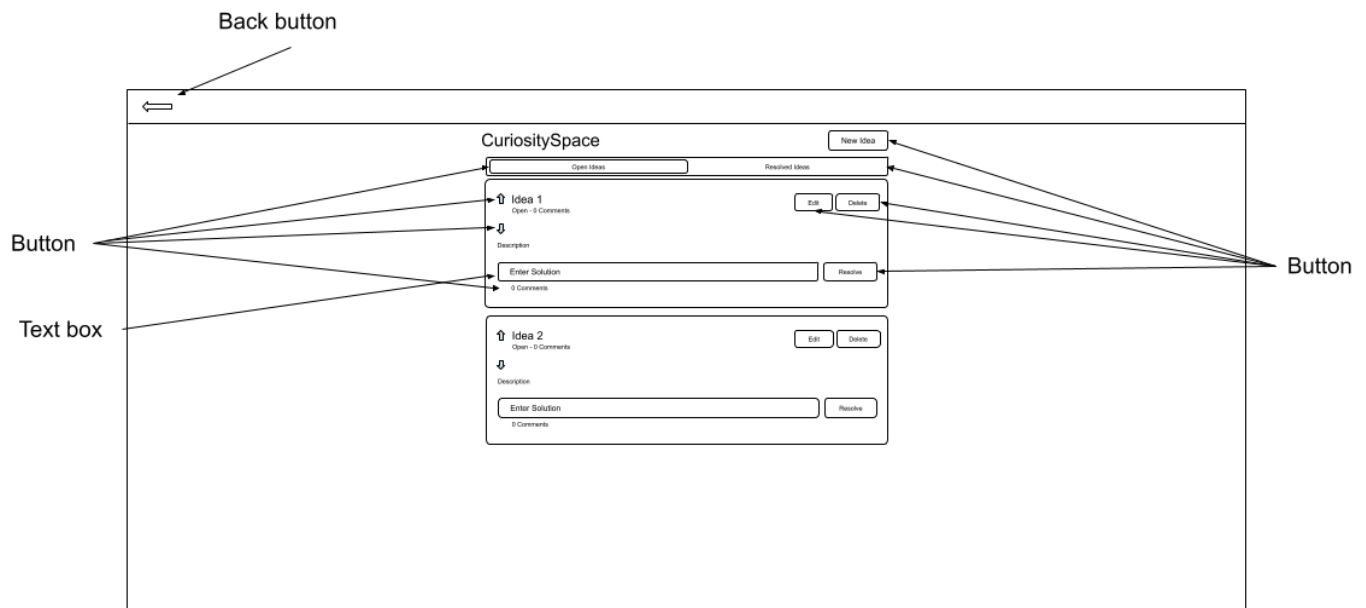 Back button
CuriositySpace
New Idea
Open Ideas
Resolved Ideas
Idea 1
Open - 0 Comments
Edit
Delete
Button
Description
Button
Enter Solution
Resolve
0 Comments
Text box
Idea 2
Open - 0 Comments
Edit
Delete
Description
Enter Solution
Resolve
0 Comments